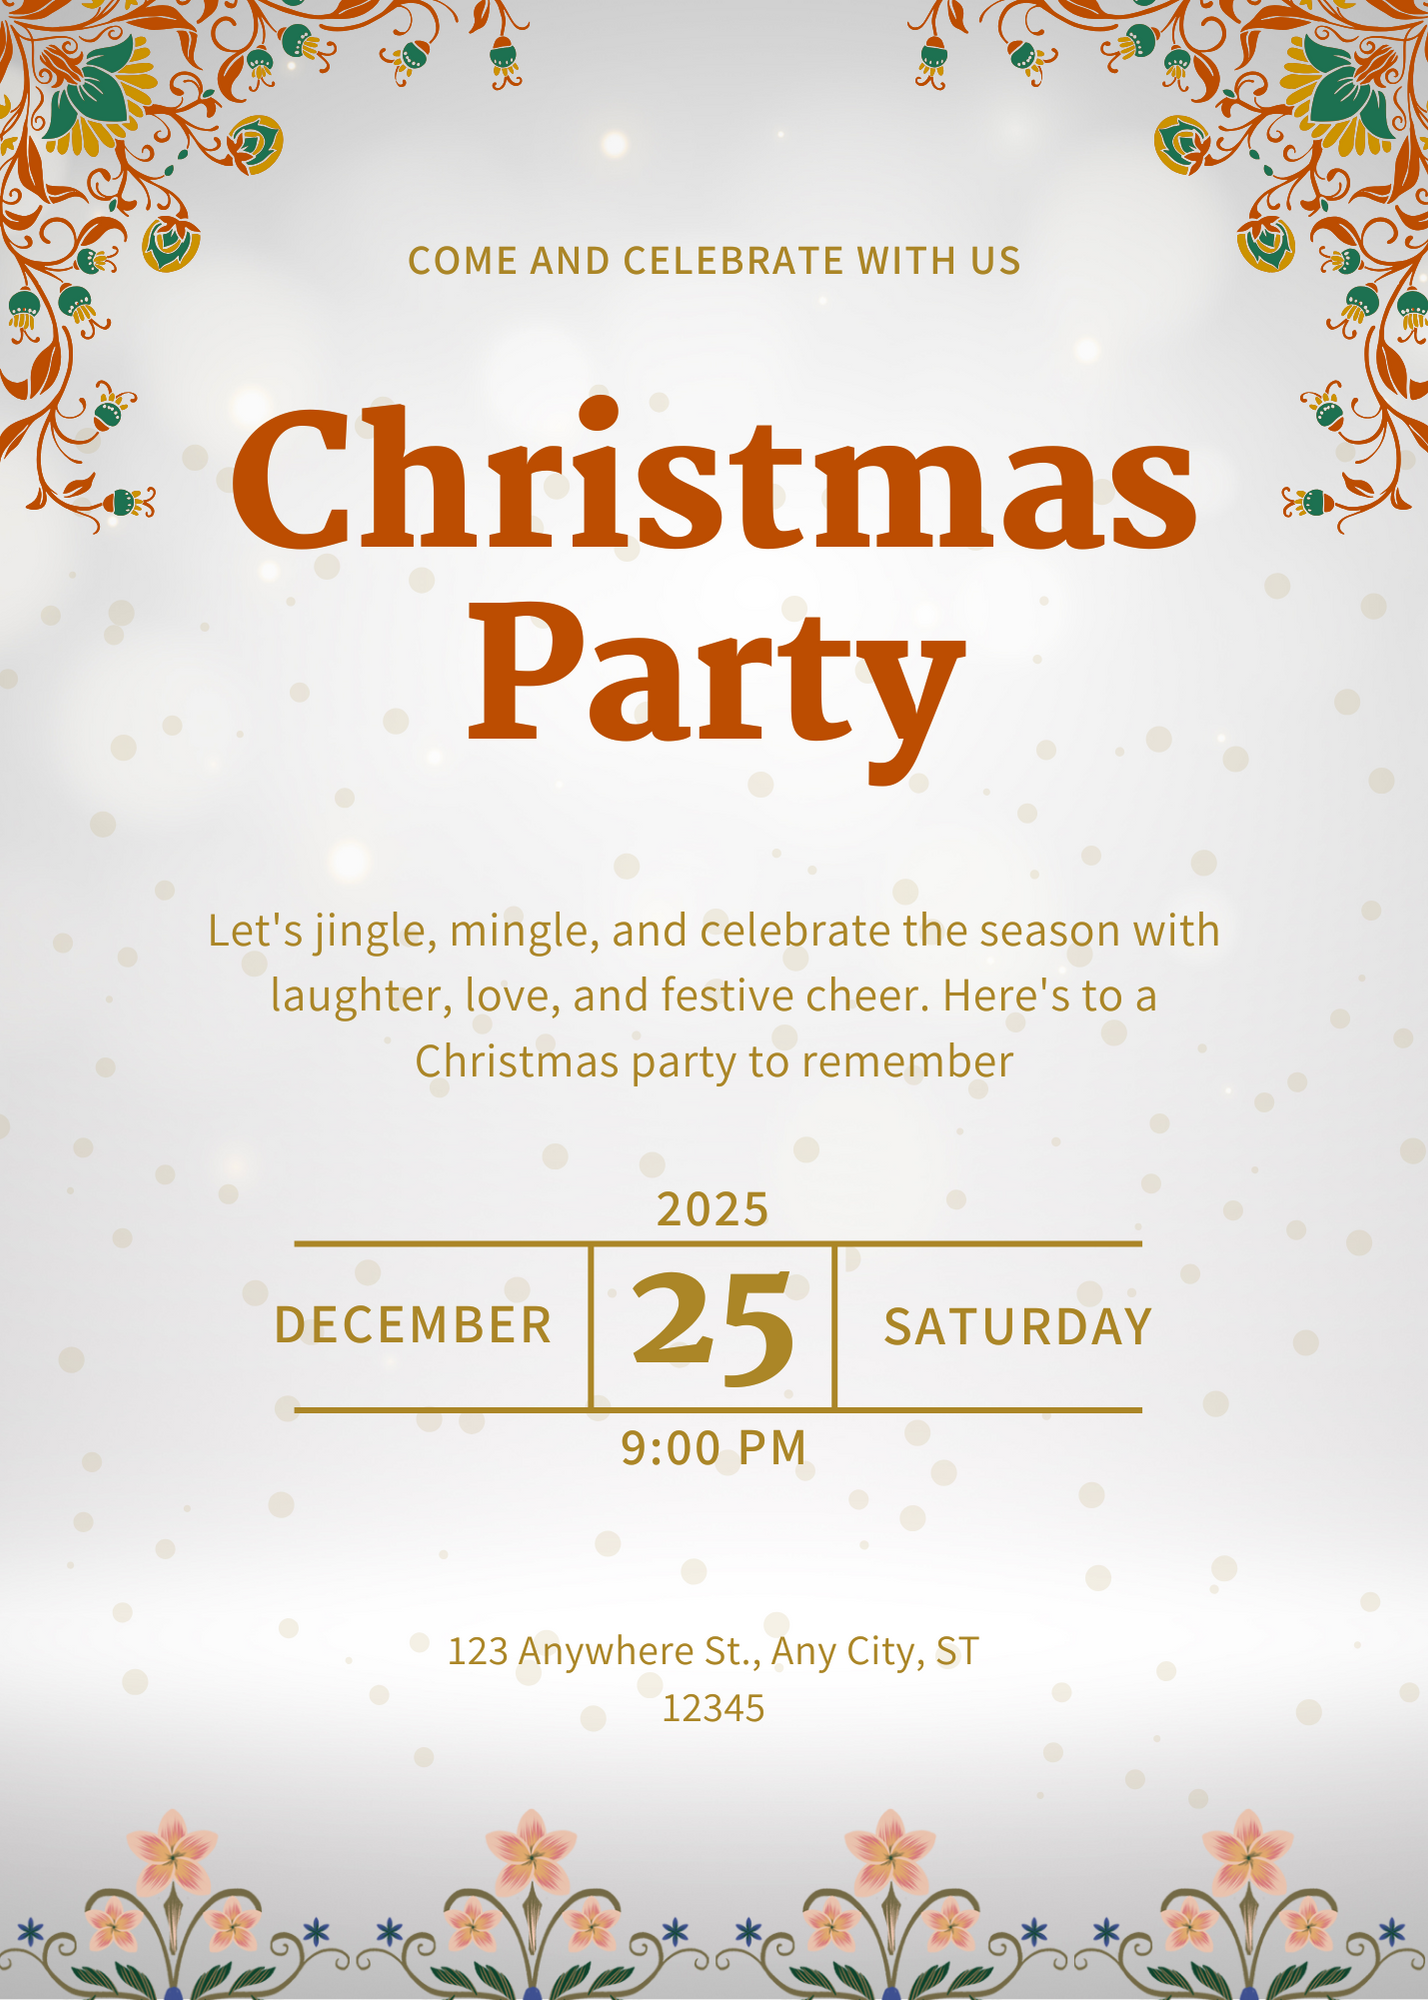 COME AND CELEBRATE WITH US
Christmas
Party
Let's jingle, mingle, and celebrate the season with
laughter, love, and festive cheer. Here's to a
Christmas party to remember
2025
DECEMBER 25 SATURDAY
9:00 PM
123 Anywhere St., Any City, ST
12345